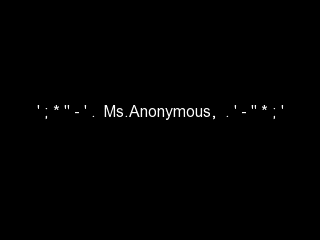 ' ; * " - ' .  Ms.Anonymous,  . ' - " * ; '